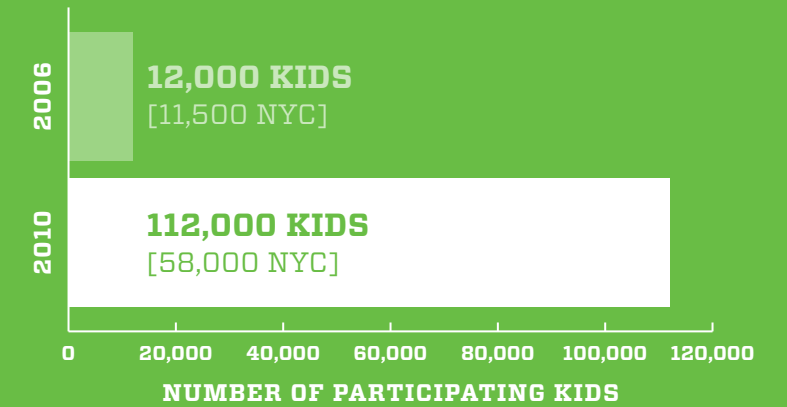 2006
12,000 KIDS
[11,500 NYC]
2010
112,000 KIDS
[58,000 NYC]
0 20,000 40,000 60,000 80,000 100,000 120,000
NUMBER OF PARTICIPATING KIDS